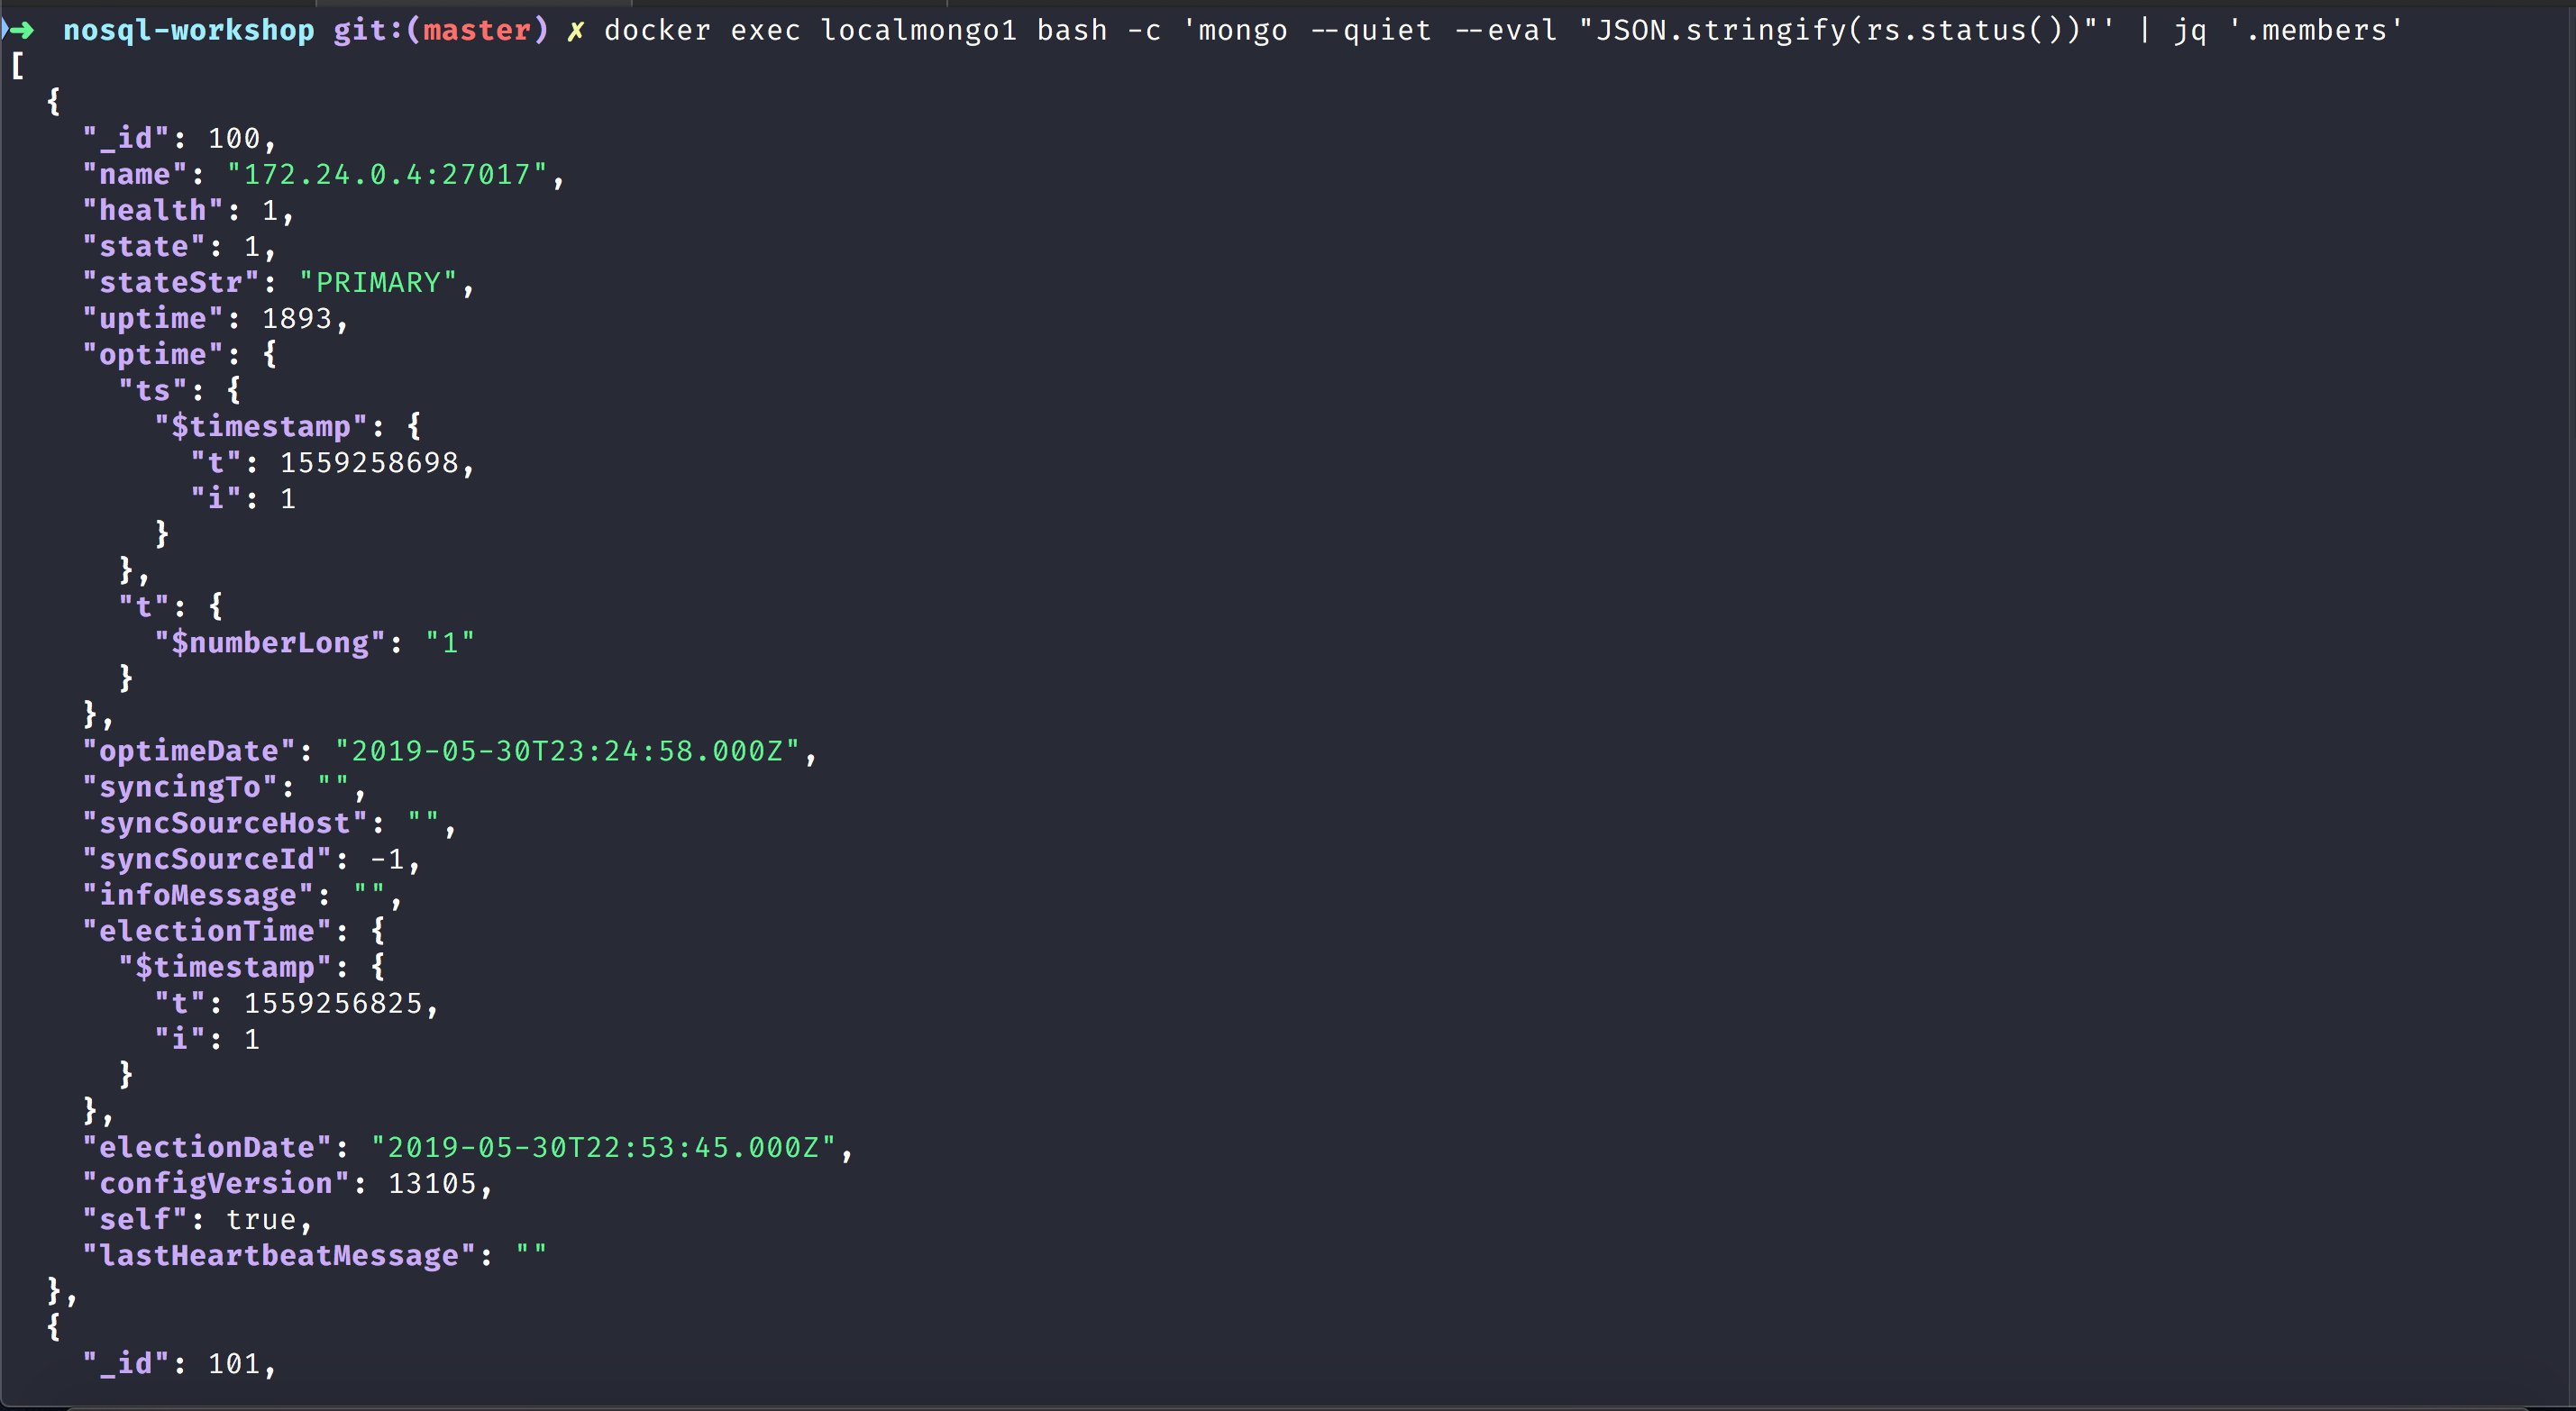 ➜ nosql-workshop git:(master) ✗ docker exec localmongo1 bash -c 'mongo --quiet --eval "JSON.stringify(rs.status())"' | jq '.members'
[
  {
    "_id": 100,
    "name": "172.24.0.4:27017",
    "health": 1,
    "state": 1,
    "stateStr": "PRIMARY",
    "uptime": 1893,
    "optime": {
      "ts": {
        "$timestamp": {
          "t": 1559258698,
          "i": 1
        }
      },
      "t": {
        "$numberLong": "1"
      }
    },
    "optimeDate": "2019-05-30T23:24:58.000Z",
    "syncingTo": "",
    "syncSourceHost": "",
    "syncSourceId": -1,
    "infoMessage": "",
    "electionTime": {
      "$timestamp": {
        "t": 1559256825,
        "i": 1
      }
    },
    "electionDate": "2019-05-30T22:53:45.000Z",
    "configVersion": 13105,
    "self": true,
    "lastHeartbeatMessage": ""
  },
  {
    "_id": 101,